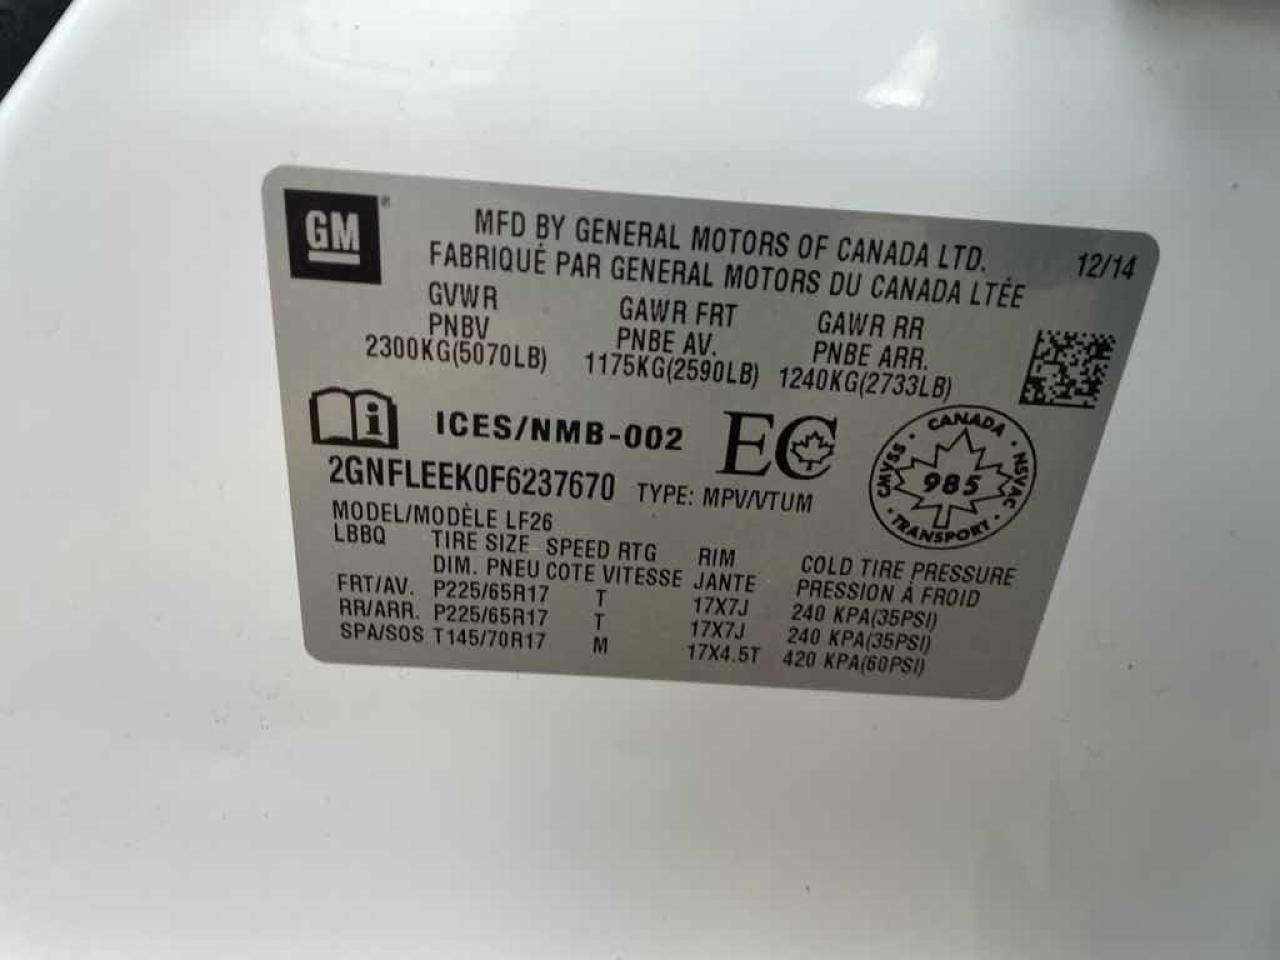 GM ®
MFD BY GENERAL MOTORS OF CANADA LTD. 12/14
FABRIQUÉ PAR GENERAL MOTORS DU CANADA LTÉE
GVWR GAWR FRT GAWR RR
PNBV PNBE AV. PNBE ARR.
2300KG(5070LB) 1175KG(2590LB) 1240KG(2733LB)
i ICES/NMB-002 EC
CANADA · NSVAC · TRANSPORT · CMVSS ·
985
2GNFLEEK0F6237670 TYPE: MPV/VTUM
MODEL/MODÈLE LF26
LBBQ TIRE SIZE SPEED RTG RIM COLD TIRE PRESSURE
DIM. PNEU COTE VITESSE JANTE PRESSION À FROID
FRT/AV. P225/65R17 T 17X7J 240 KPA(35PSI)
RR/ARR. P225/65R17 T 17X7J 240 KPA(35PSI)
SPA/SOS T145/70R17 M 17X4.5T 420 KPA(60PSI)